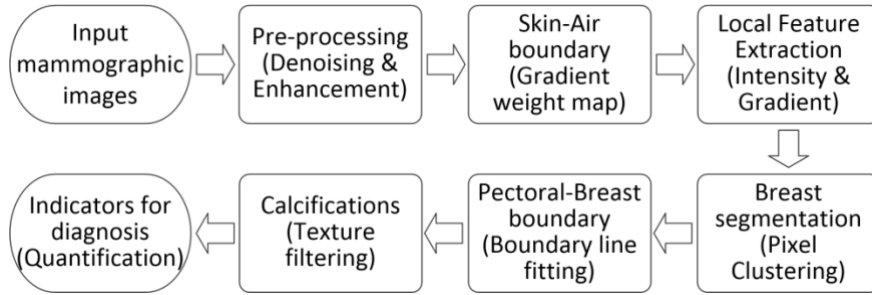 Input
mammographic
images
Pre-processing
(Denoising &
Enhancement)
Skin-Air
boundary
(Gradient
weight map)
Local Feature
Extraction
(Intensity &
Gradient)
Breast
segmentation
(Pixel
Clustering)
Pectoral-Breast
boundary
(Boundary line
fitting)
Calcifications
(Texture
filtering)
Indicators for
diagnosis
(Quantification)